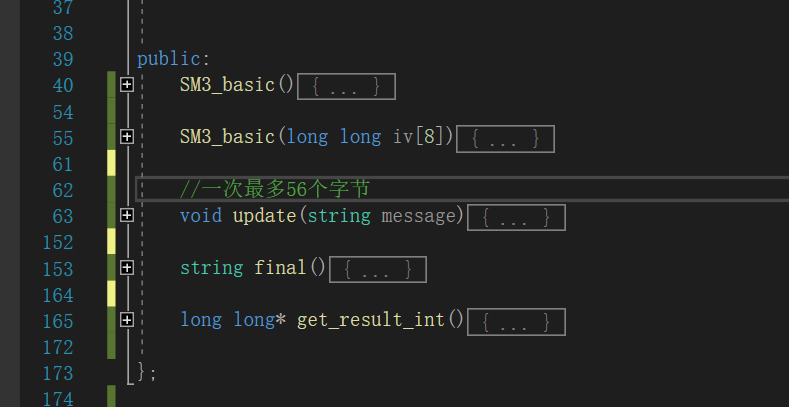 37
38
39 public:
40 SM3_basic(){ ... }
54
55 SM3_basic(long long iv[8]){ ... }
61
62 //一次最多56个字节
63 void update(string message){ ... }
152
153 string final(){ ... }
164
165 long long* get_result_int(){ ... }
172
173 };
174